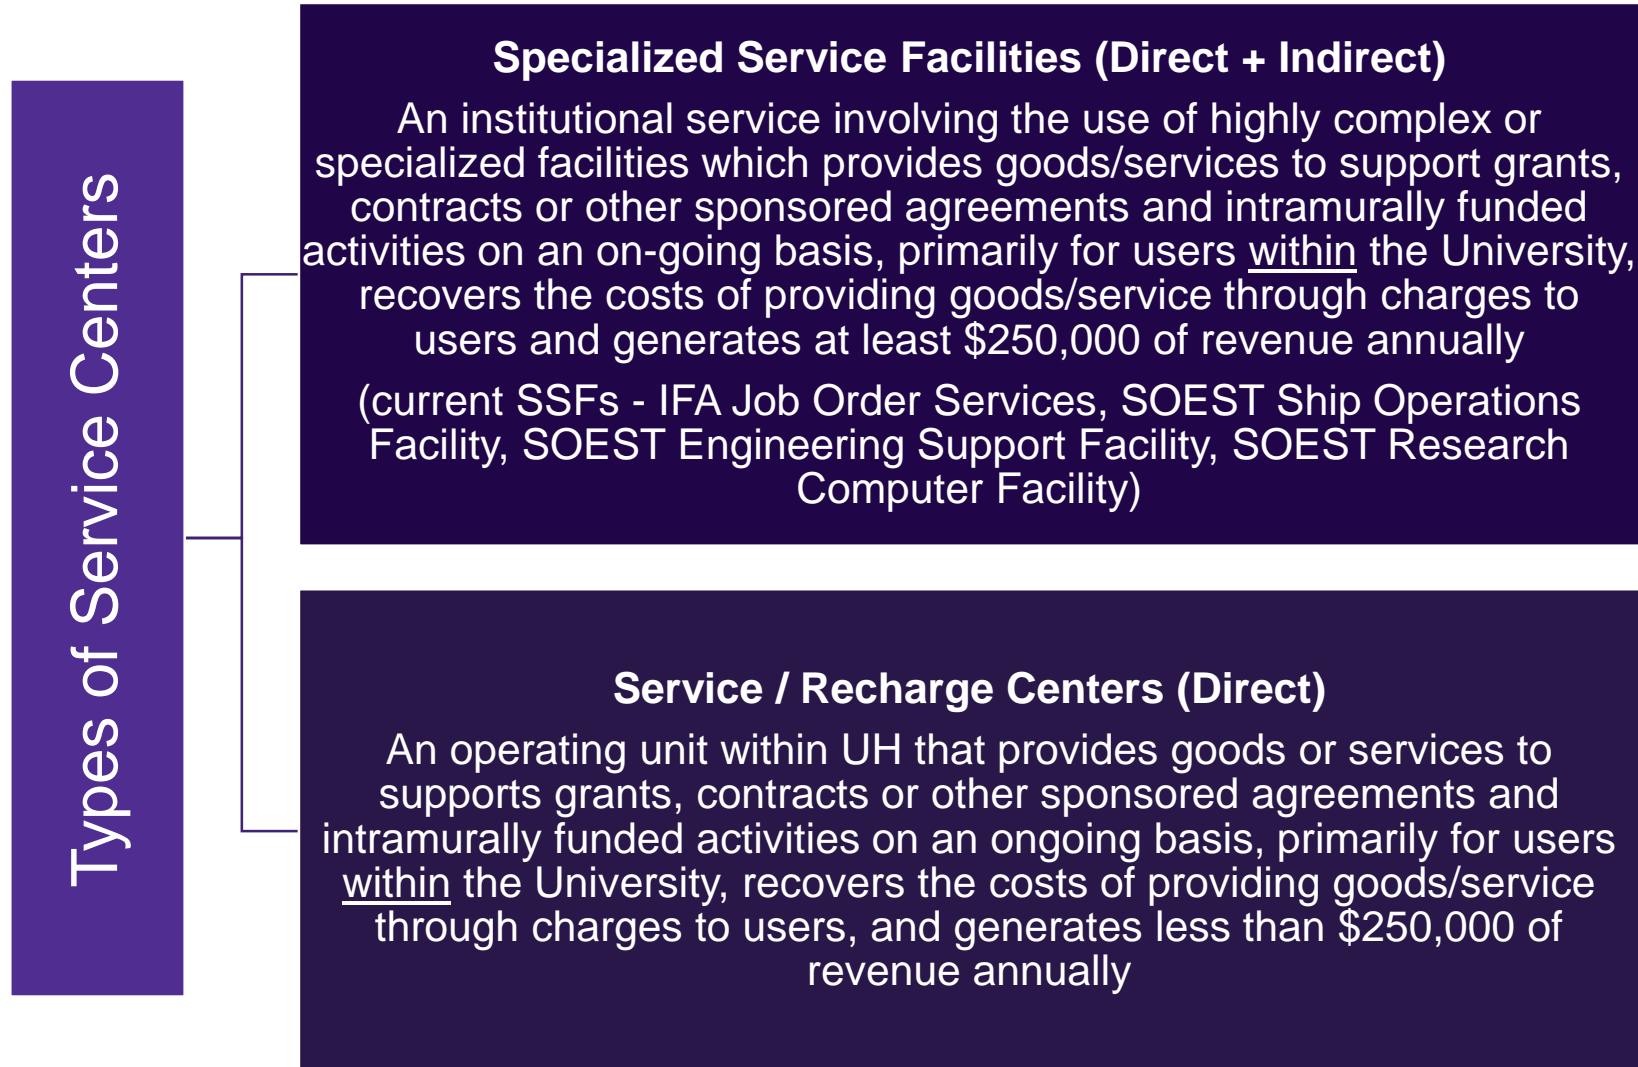 Types of Service Centers
Specialized Service Facilities (Direct + Indirect)
An institutional service involving the use of highly complex or
specialized facilities which provides goods/services to support grants,
contracts or other sponsored agreements and intramurally funded
activities on an on-going basis, primarily for users within the University,
recovers the costs of providing goods/service through charges to
users and generates at least $250,000 of revenue annually
(current SSFs - IFA Job Order Services, SOEST Ship Operations
Facility, SOEST Engineering Support Facility, SOEST Research
Computer Facility)
Service / Recharge Centers (Direct)
An operating unit within UH that provides goods or services to
supports grants, contracts or other sponsored agreements and
intramurally funded activities on an ongoing basis, primarily for users
within the University, recovers the costs of providing goods/service
through charges to users, and generates less than $250,000 of
revenue annually